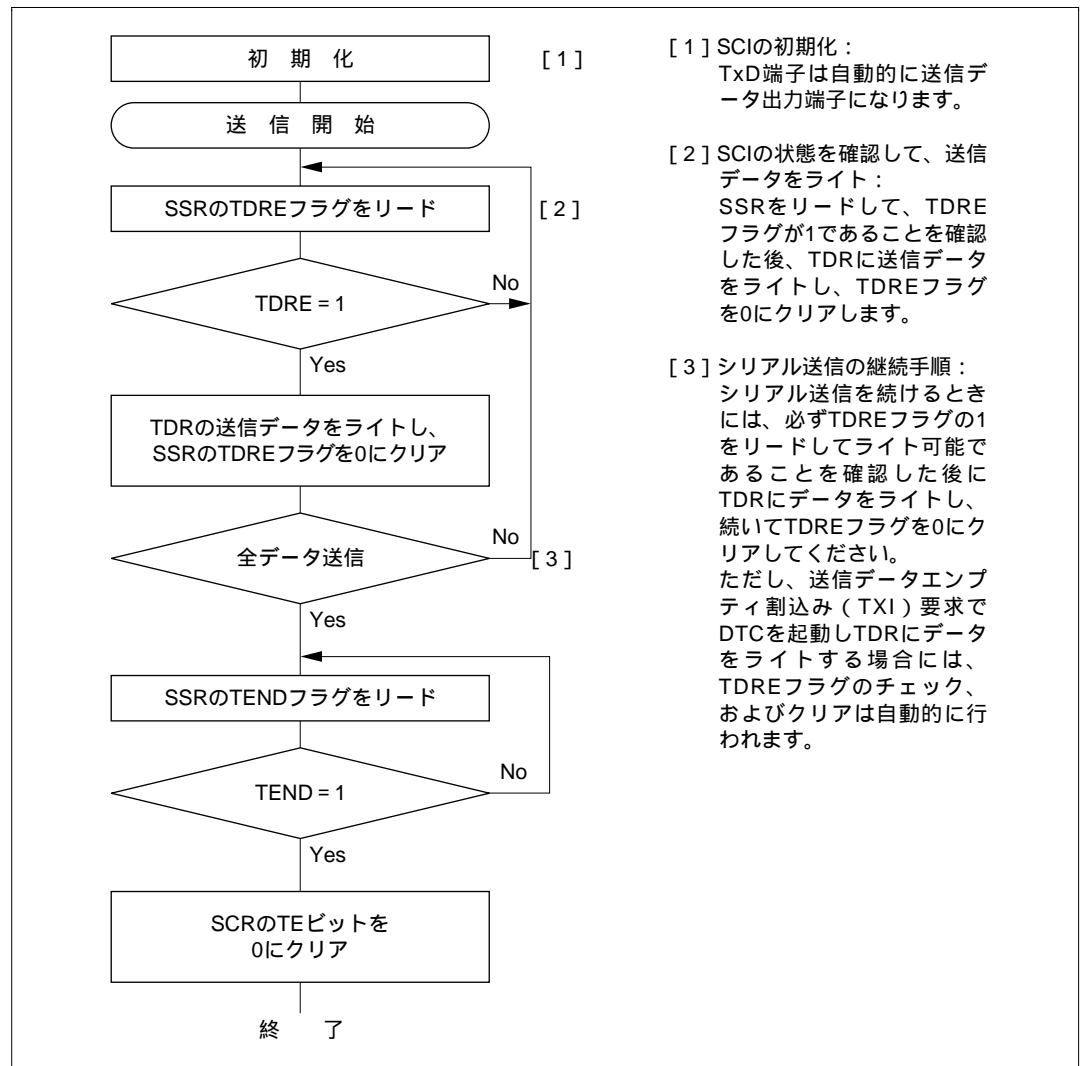 初 期 化 [ 1 ]
送 信 開 始
SSRのTDREフラグをリード [ 2 ]
TDRE = 1
No
Yes
TDRの送信データをライトし、
SSRのTDREフラグを0にクリア
全データ送信
No
[ 3 ]
Yes
SSRのTENDフラグをリード
TEND = 1
No
Yes
SCRのTEビットを
0にクリア
終 了
[ 1 ] SCIの初期化：
TxD端子は自動的に送信デ
ータ出力端子になります。
[ 2 ] SCIの状態を確認して、送信
データをライト：
SSRをリードして、TDRE
フラグが1であることを確認
した後、TDRに送信データ
をライトし、TDREフラグ
を0にクリアします。
[ 3 ] シリアル送信の継続手順：
シリアル送信を続けるとき
には、必ずTDREフラグの1
をリードしてライト可能で
あることを確認した後に
TDRにデータをライトし、
続いてTDREフラグを0にク
リアしてください。
ただし、送信データエンプ
ティ割込み（TXI）要求で
DTCを起動しTDRにデータ
をライトする場合には、
TDREフラグのチェック、
およびクリアは自動的に行
われます。